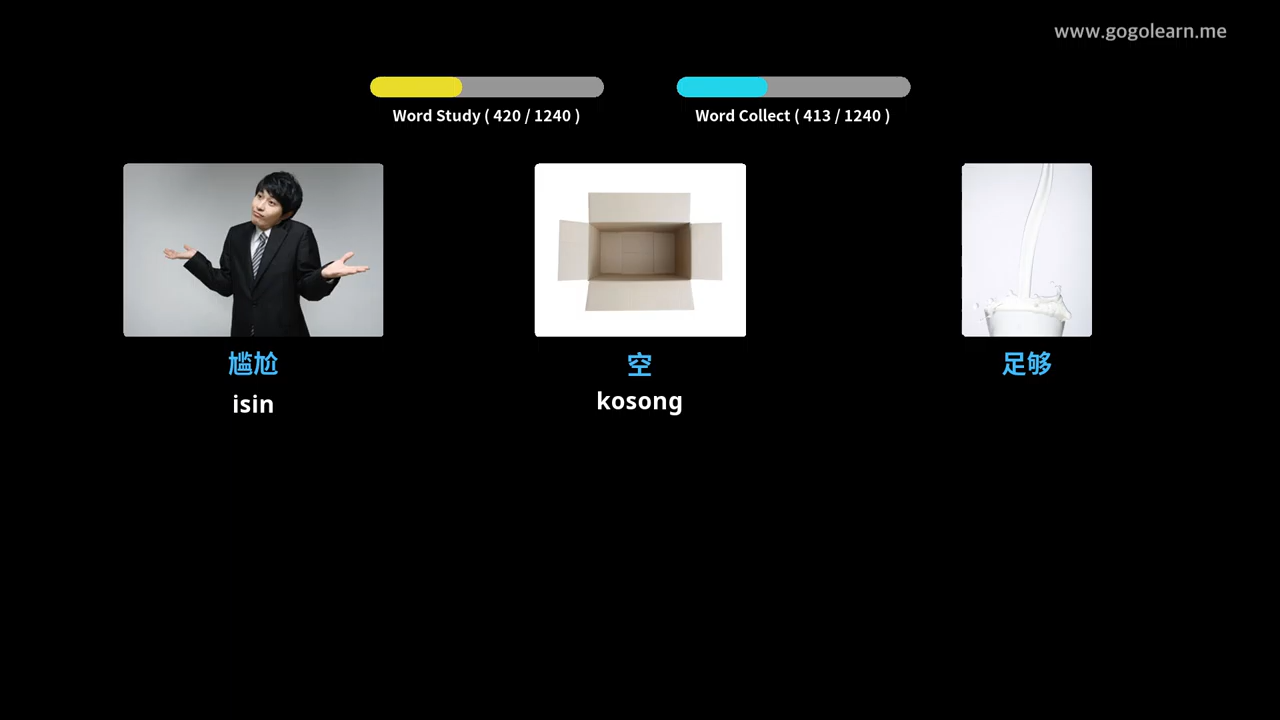 www.gogolearn.me
Word Study ( 420 / 1240 )
Word Collect ( 413 / 1240 )
尴尬
isin
空
kosong
足够